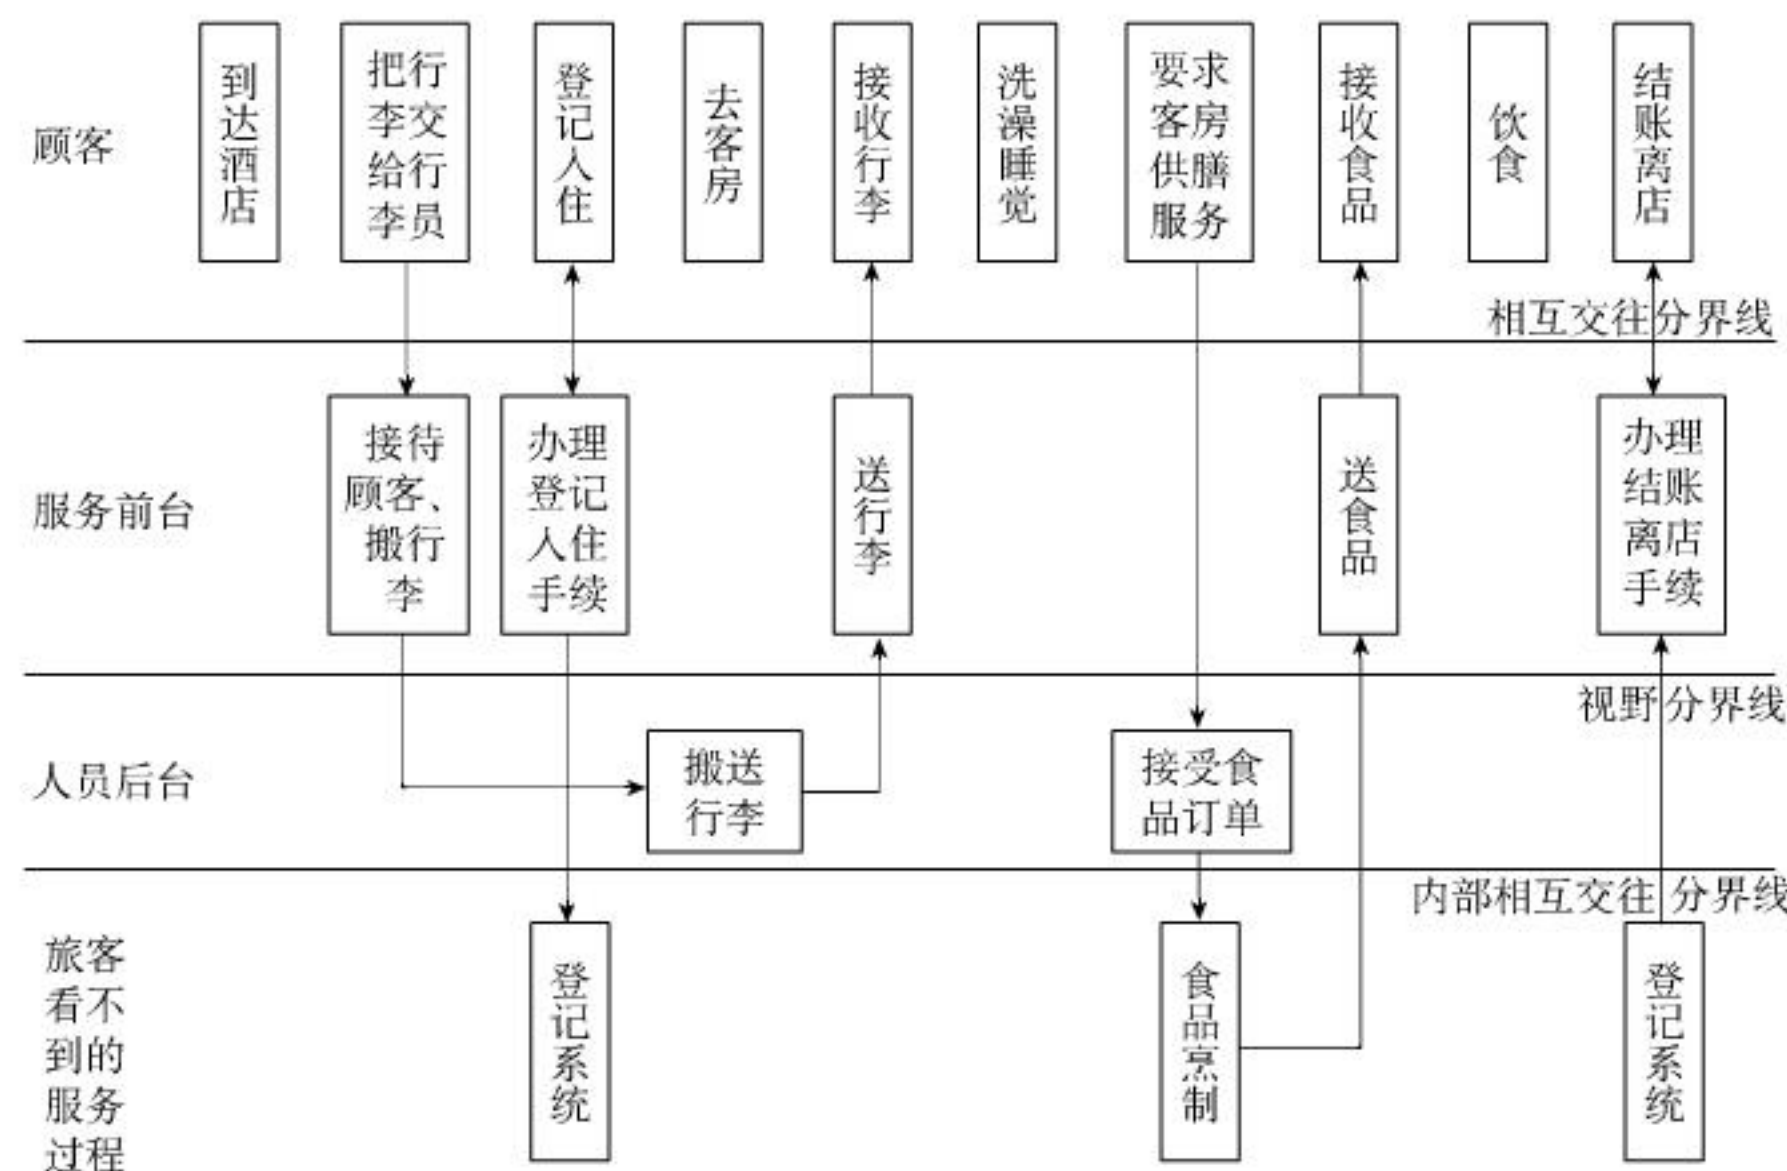 顾客
到达酒店
把行
李交
给行
李员
登记入住
去客房
接收行李
洗澡睡觉
要求
客房
供膳
服务
接收食品
饮食
结账离店
相互交往分界线
服务前台
接待
顾客、
搬行
李
办理
登记
入住
手续
送行李
送食品
办理
结账
离店
手续
视野分界线
人员后台
搬送
行李
接受食
品订单
内部相互交往分界线
旅客
看不
到的
服务
过程
登记系统
食品烹制
登记系统